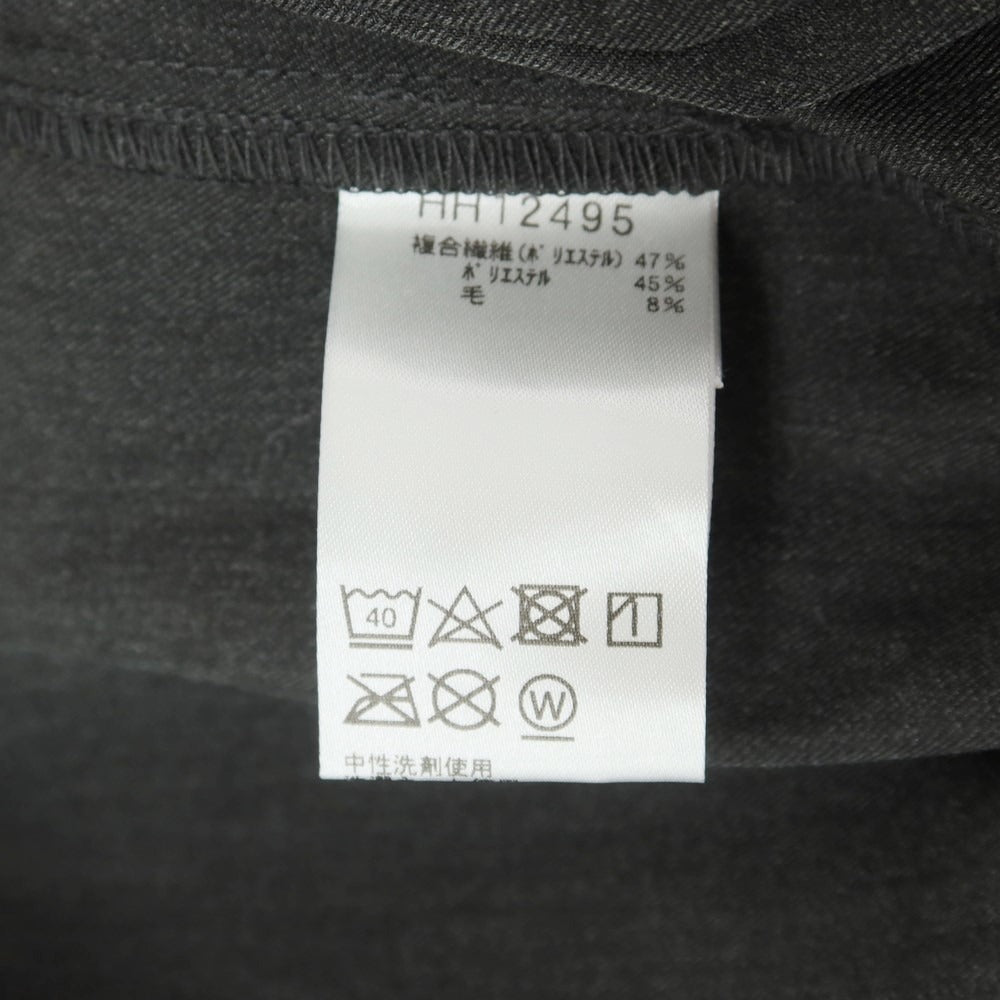 HH12495
複合繊維(ポリエステル) 47%
ポリエステル 45%
毛 8%
40
W
中性洗剤使用